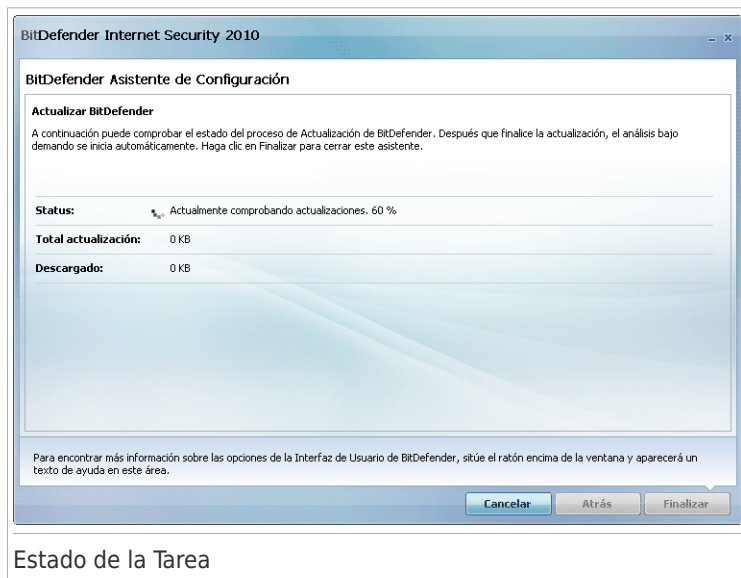 BitDefender Internet Security 2010
BitDefender Asistente de Configuración
Actualizar BitDefender
A continuación puede comprobar el estado del proceso de Actualización de BitDefender. Después que finalice la actualización, el análisis bajo
demando se inicia automáticamente. Haga clic en Finalizar para cerrar este asistente.
Status: Actualmente comprobando actualizaciones. 60 %
Total actualización: 0 KB
Descargado: 0 KB
Para encontrar más información sobre las opciones de la Interfaz de Usuario de BitDefender, sitúe el ratón encima de la ventana y aparecerá un
texto de ayuda en este área.
Cancelar Atrás Finalizar
Estado de la Tarea